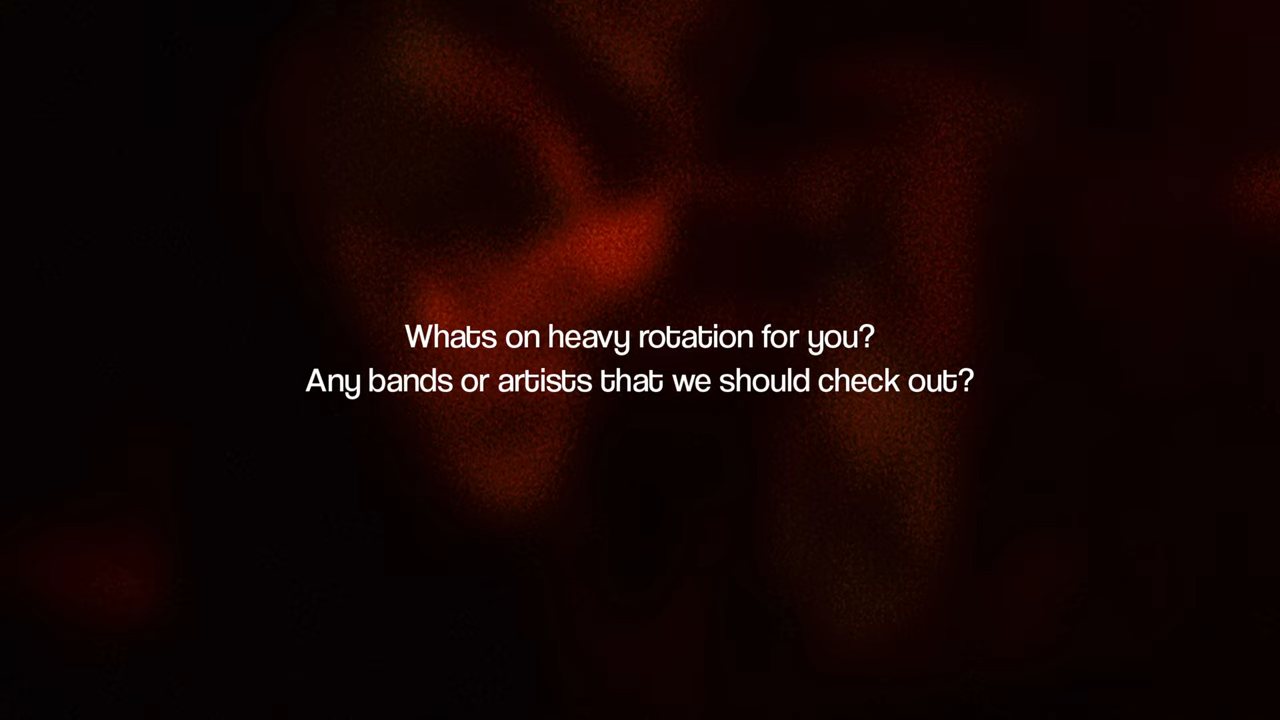 Whats on heavy rotation for you?
Any bands or artists that we should check out?